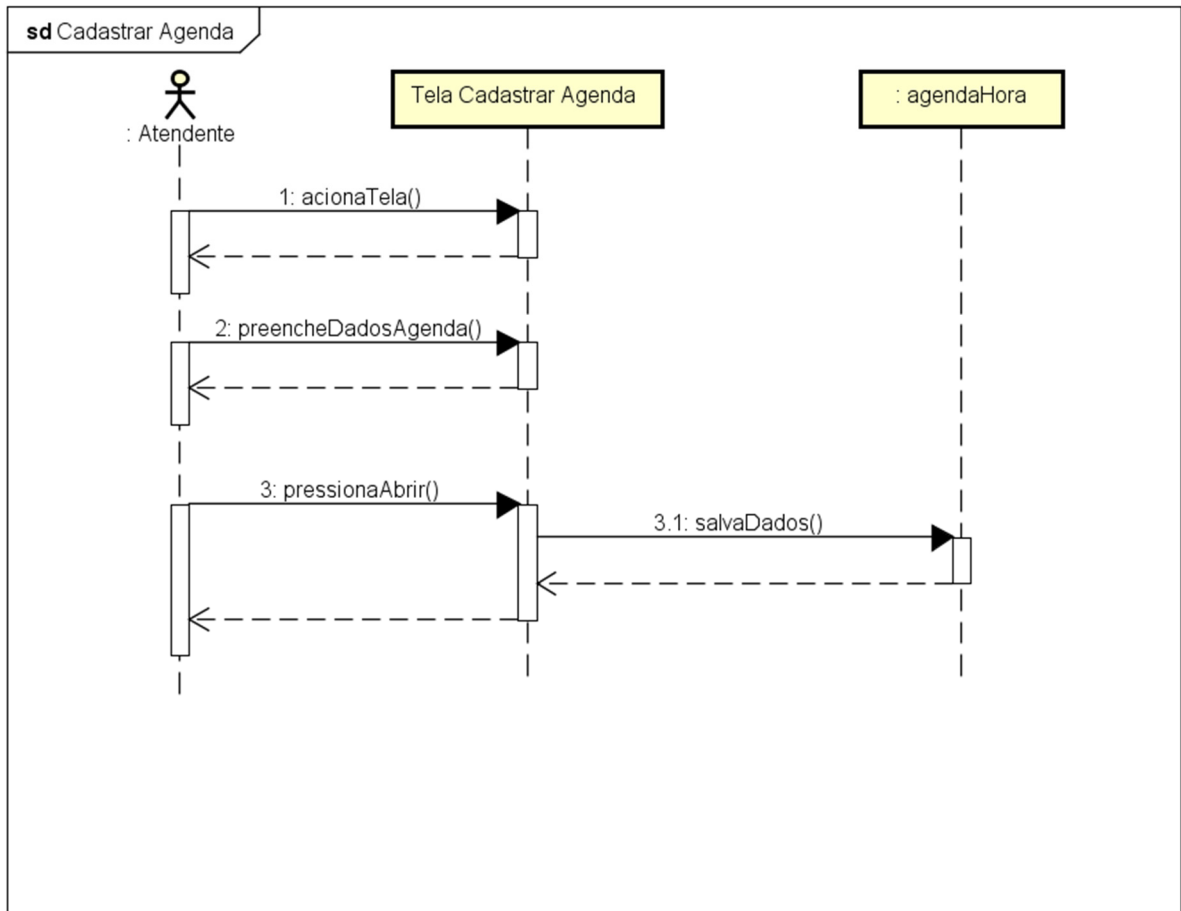 sd Cadastrar Agenda
: Atendente
Tela Cadastrar Agenda
: agendaHora
1: acionaTela()
2: preencheDadosAgenda()
3: pressionaAbrir()
3.1: salvaDados()